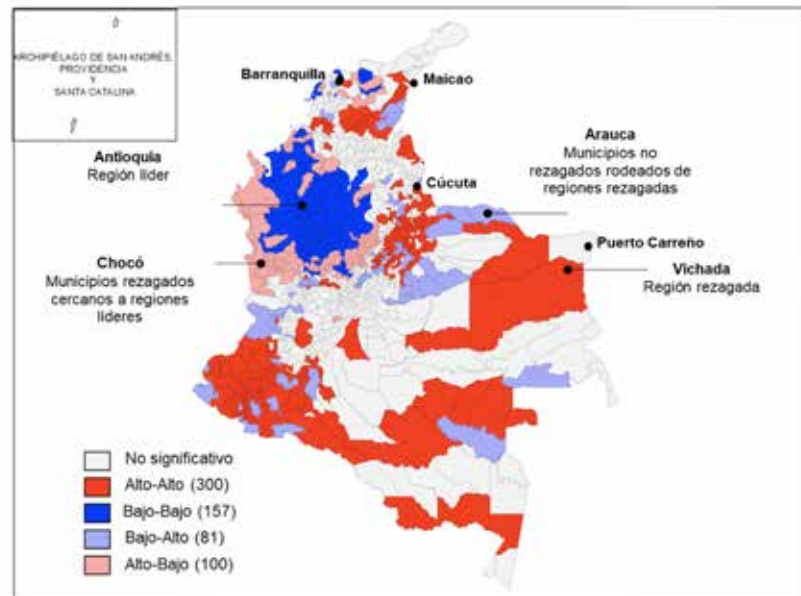 ARCHIPIÉLAGO DE SAN ANDRÉS,
PROVIDENCIA
Y
SANTA CATALINA
Barranquilla
Maicao
Antioquia
Región líder
Arauca
Municipios no
rezagados rodeados de
regiones rezagadas
Cúcuta
Puerto Carreño
Chocó
Municipios rezagados
cercanos a regiones
líderes
Vichada
Región rezagada
No significativo
Alto-Alto (300)
Bajo-Bajo (157)
Bajo-Alto (81)
Alto-Bajo (100)